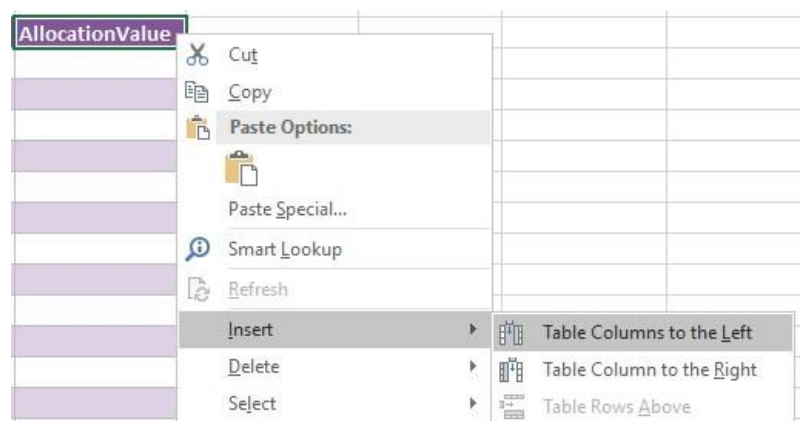 AllocationValue
Cut
Copy
Paste Options:
Paste Special...
Smart Lookup
Refresh
Insert
Table Columns to the Left
Delete
Table Column to the Right
Select
Table Rows Above